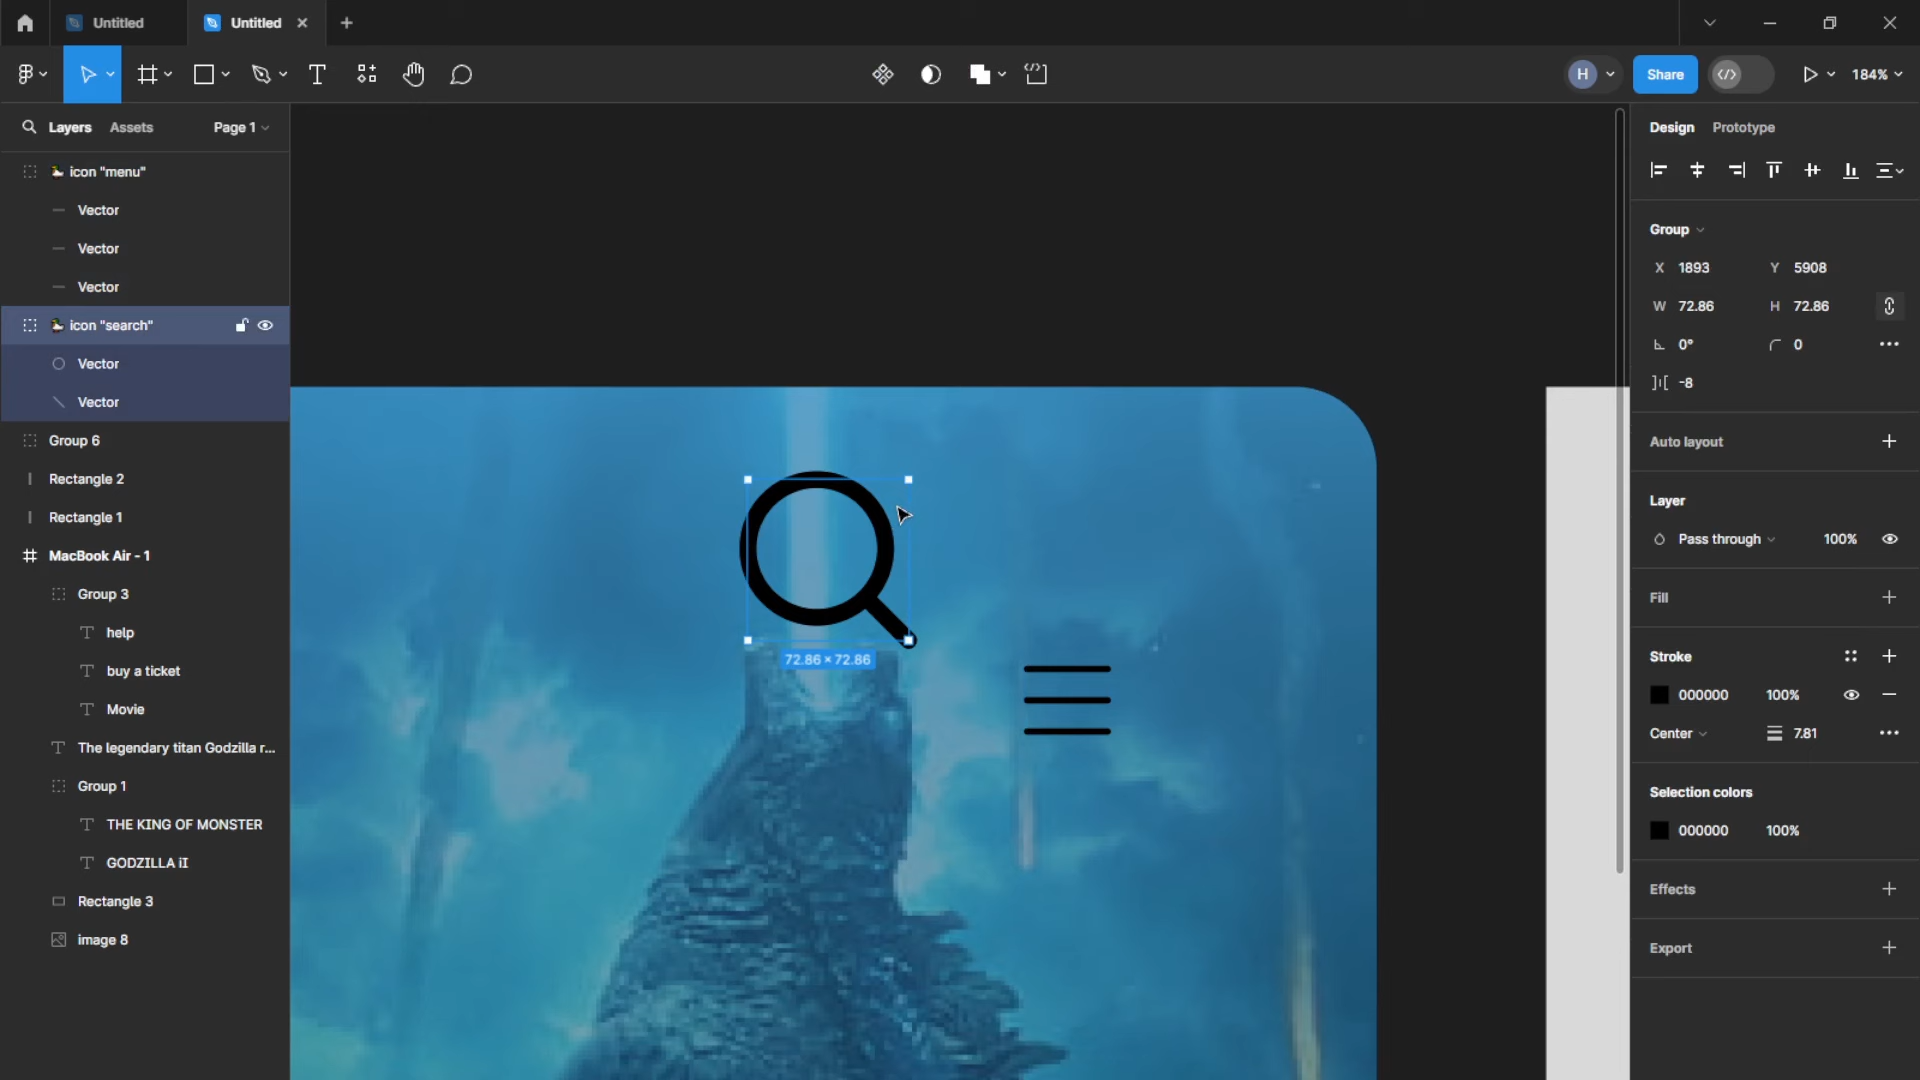 Untitled
Untitled
H
Share
184%
Layers
Assets
Page 1
Design
Prototype
icon "menu"
Vector
Vector
Vector
icon "search"
Vector
Vector
Group 6
Rectangle 2
Rectangle 1
MacBook Air - 1
Group 3
help
buy a ticket
Movie
The legendary titan Godzilla r...
Group 1
THE KING OF MONSTER
GODZILLA iI
Rectangle 3
image 8
72.86 × 72.86
Group
X 1893 Y 5908
W 72.86 H 72.86
0° 0
-8
Auto layout
Layer
Pass through 100%
Fill
Stroke
000000 100%
Center 7.81
Selection colors
000000 100%
Effects
Export